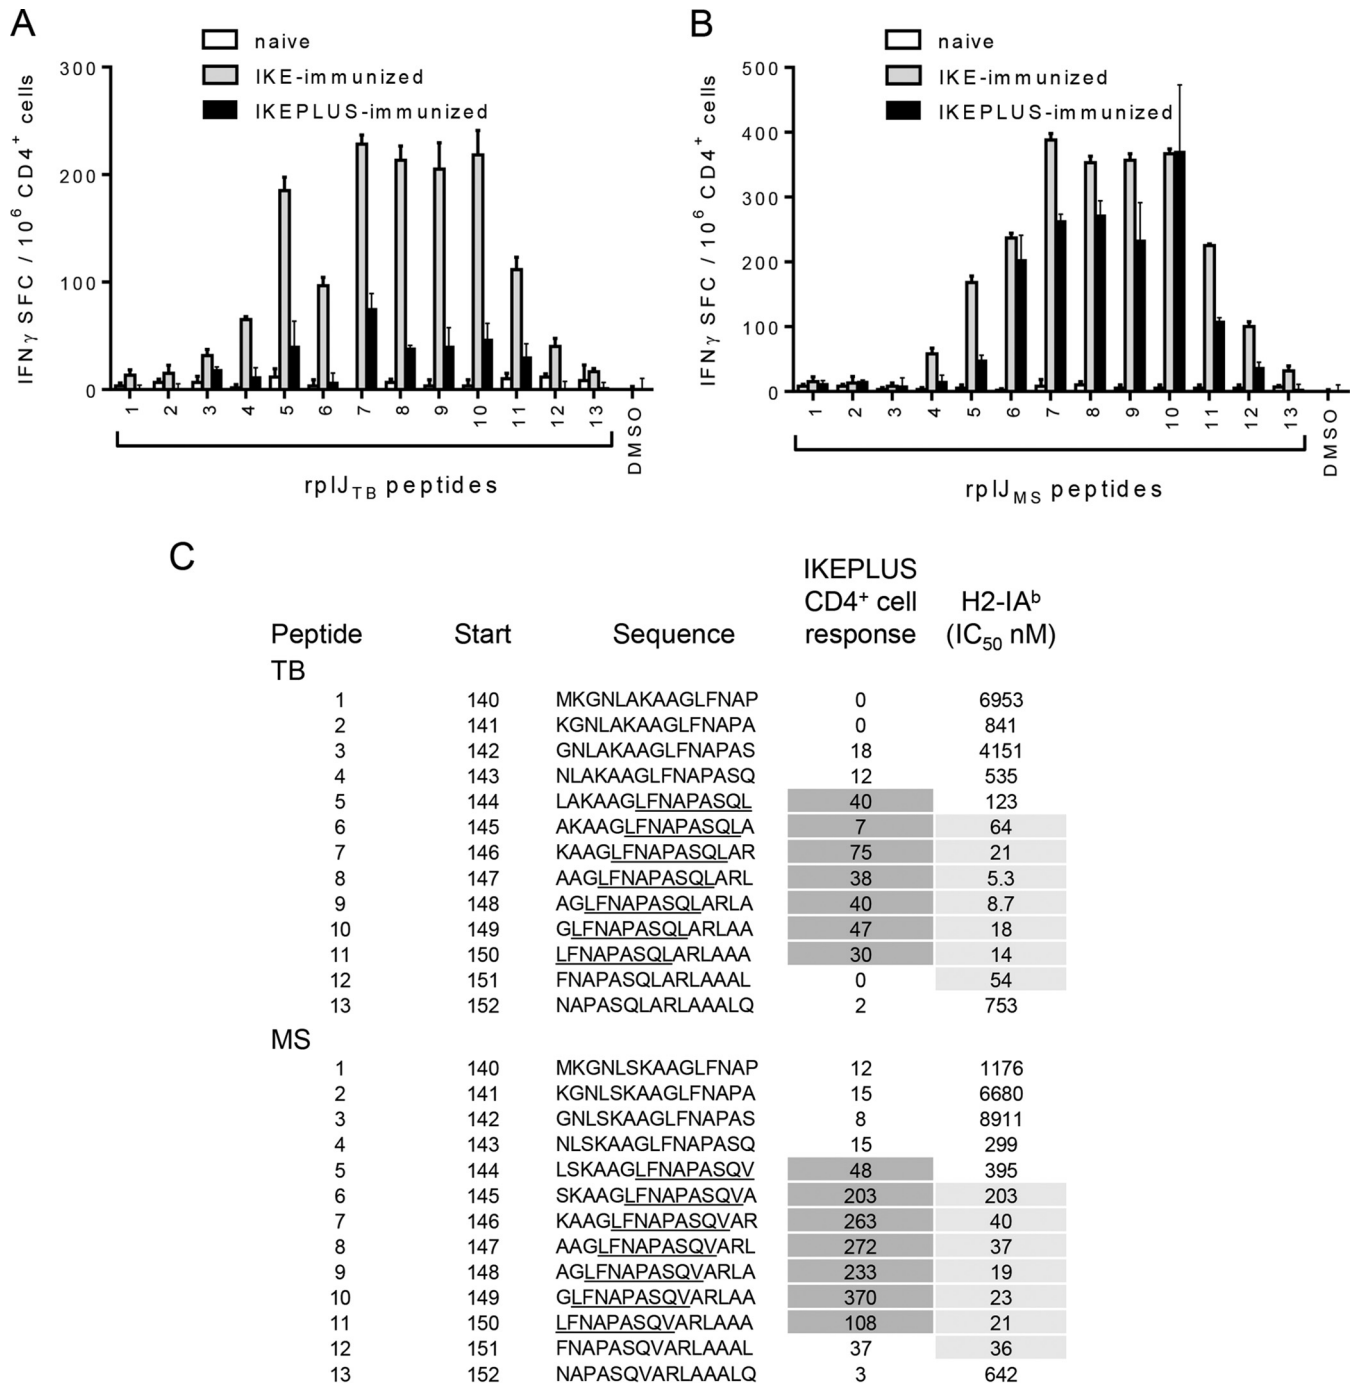 A
naive
IKE-immunized
IKEPLUS-immunized
IFNγ SFC / 10⁶ CD4⁺ cells
300
200
100
0
1 2 3 4 5 6 7 8 9 10 11 12 13 DMSO
rplJTB peptides
B
naive
IKE-immunized
IKEPLUS-immunized
IFNγ SFC / 10⁶ CD4⁺ cells
500
400
300
200
100
0
1 2 3 4 5 6 7 8 9 10 11 12 13 DMSO
rplJMS peptides
C
IKEPLUS
CD4⁺ cell H2-IAᵇ
Peptide Start Sequence response (IC₅₀ nM)
TB
1 140 MKGNLAKAAGLFNAP 0 6953
2 141 KGNLAKAAGLFNAPA 0 841
3 142 GNLAKAAGLFNAPAS 18 4151
4 143 NLAKAAGLFNAPASQ 12 535
5 144 LAKAAGLFNAPASQL 40 123
6 145 AKAAGLFNAPASQLA 7 64
7 146 KAAGLFNAPASQLAR 75 21
8 147 AAGLFNAPASQLARL 38 5.3
9 148 AGLFNAPASQLARLA 40 8.7
10 149 GLFNAPASQLARLAA 47 18
11 150 LFNAPASQLARLAAA 30 14
12 151 FNAPASQLARLAAAL 0 54
13 152 NAPASQLARLAAALQ 2 753
MS
1 140 MKGNLSKAAGLFNAP 12 1176
2 141 KGNLSKAAGLFNAPA 15 6680
3 142 GNLSKAAGLFNAPAS 8 8911
4 143 NLSKAAGLFNAPASQ 15 299
5 144 LSKAAGLFNAPASQV 48 395
6 145 SKAAGLFNAPASQVA 203 203
7 146 KAAGLFNAPASQVAR 263 40
8 147 AAGLFNAPASQVARL 272 37
9 148 AGLFNAPASQVARLA 233 19
10 149 GLFNAPASQVARLAA 370 23
11 150 LFNAPASQVARLAAA 108 21
12 151 FNAPASQVARLAAAL 37 36
13 152 NAPASQVARLAAALQ 3 642